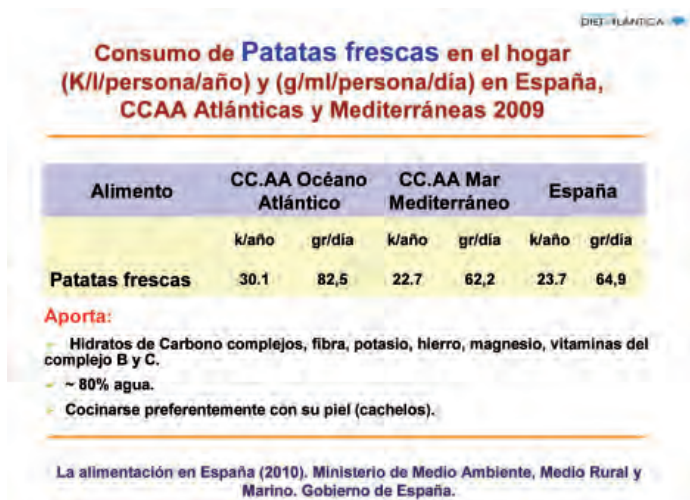 Consumo de Patatas frescas en el hogar
(K/l/persona/año) y (g/ml/persona/día) en España,
CCAA Atlánticas y Mediterráneas 2009
Alimento CC.AA Océano Atlántico CC.AA Mar Mediterráneo España
k/año gr/día k/año gr/día k/año gr/día
Patatas frescas 30.1 82,5 22.7 62,2 23.7 64,9
Aporta:
Hidratos de Carbono complejos, fibra, potasio, hierro, magnesio, vitaminas del
complejo B y C.
~ 80% agua.
Cocinarse preferentemente con su piel (cachelos).
La alimentación en España (2010). Ministerio de Medio Ambiente, Medio Rural y
Marino. Gobierno de España.